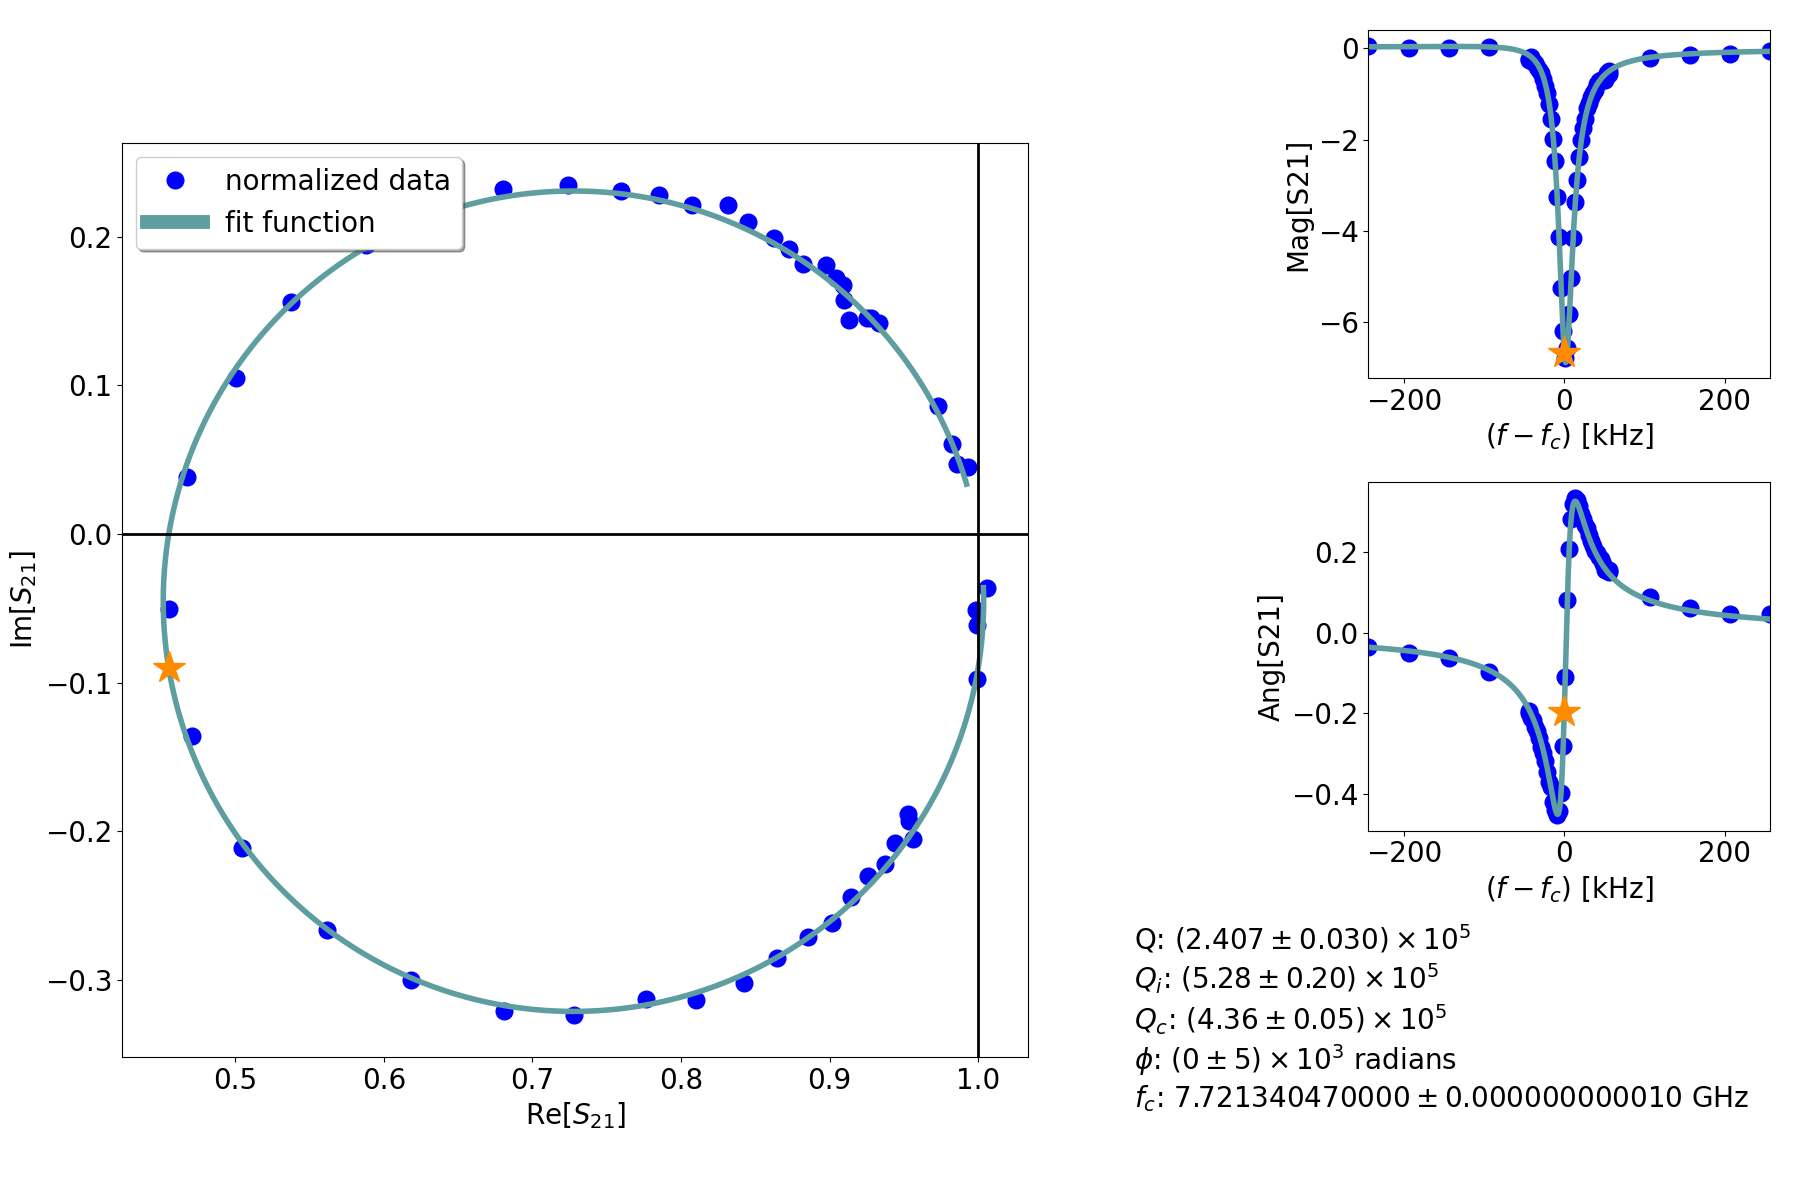 normalized data
fit function
0.2
0.1
0.0
−0.1
−0.2
−0.3
Im[S21]
0.5 0.6 0.7 0.8 0.9 1.0
Re[S21]
0
−2
−4
−6
Mag[S21]
−200 0 200
(f − fc) [kHz]
0.2
0.0
−0.2
−0.4
Ang[S21]
−200 0 200
(f − fc) [kHz]
Q: (2.407 ± 0.030) × 10^5
Qi: (5.28 ± 0.20) × 10^5
Qc: (4.36 ± 0.05) × 10^5
ϕ: (0 ± 5) × 10^3 radians
fc: 7.721340470000 ± 0.000000000010 GHz